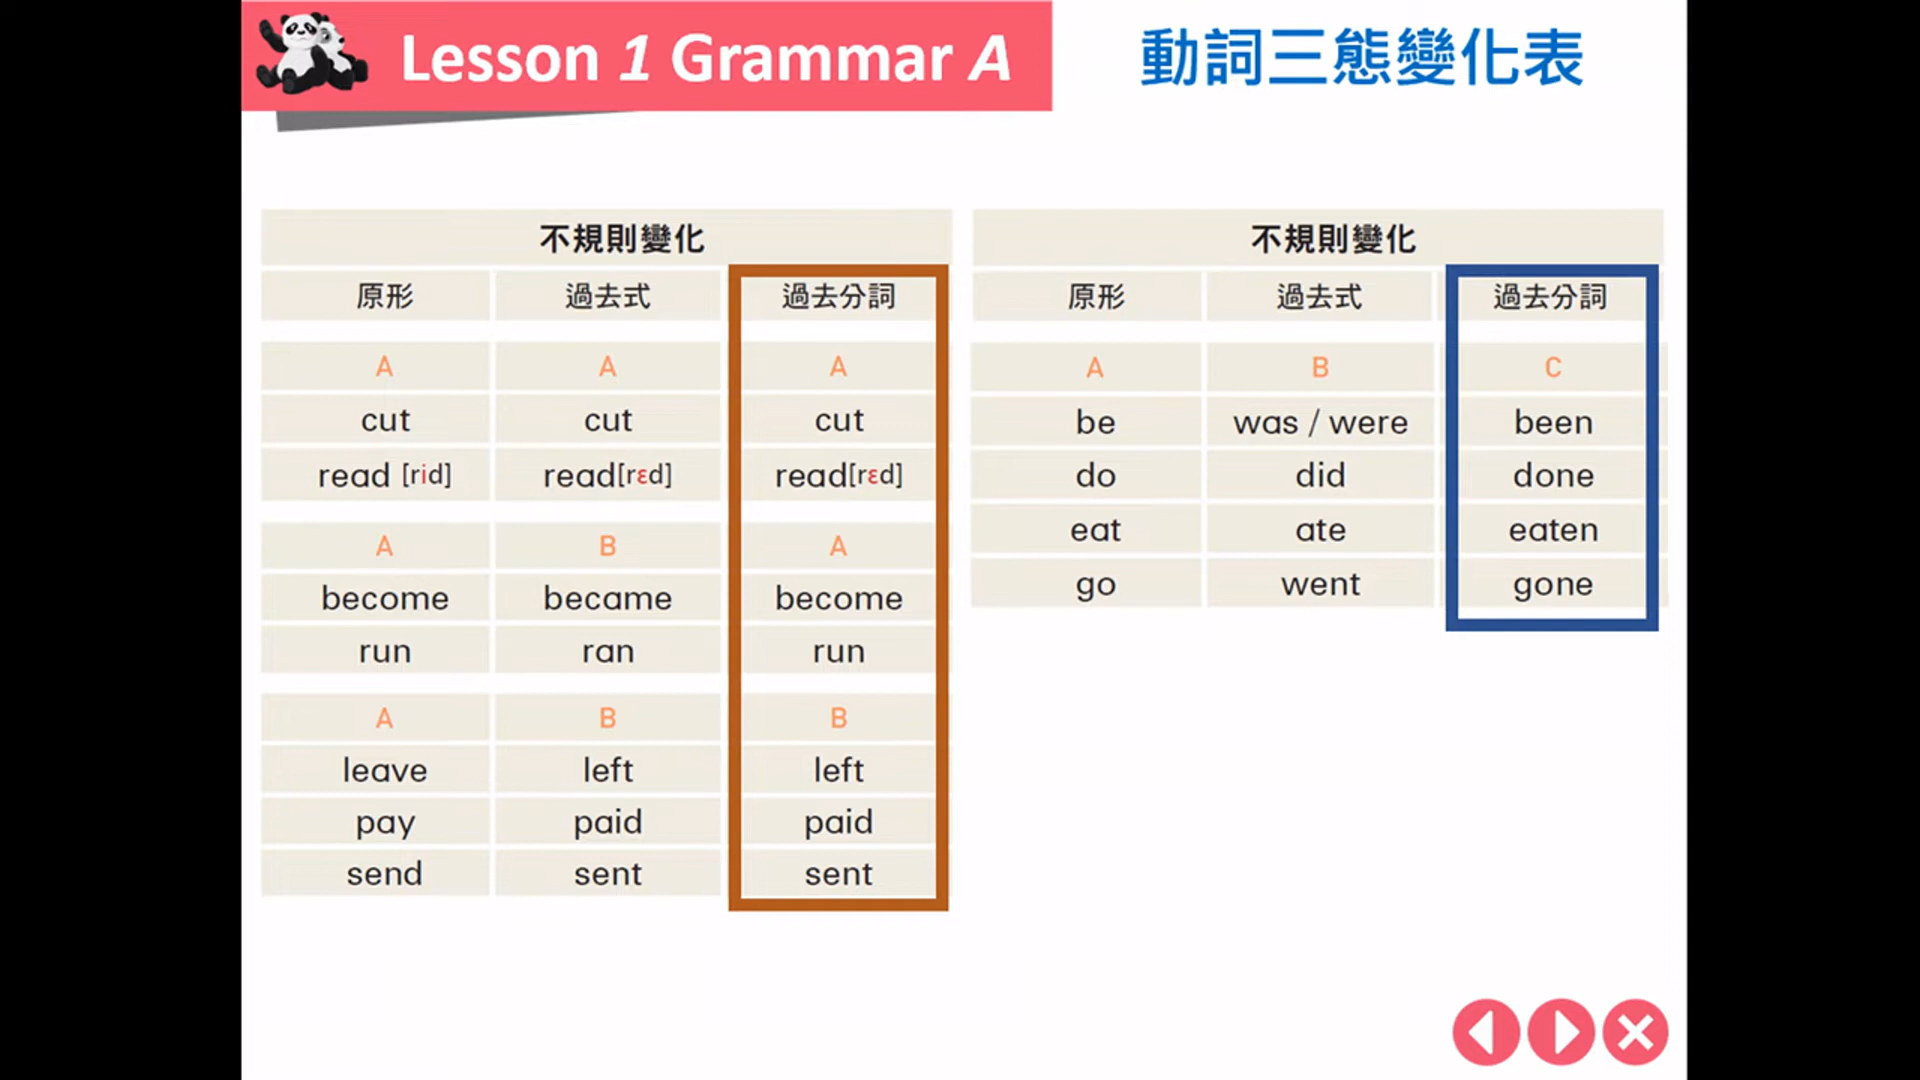 Lesson 1 Grammar A
動詞三態變化表
不規則變化
原形 過去式 過去分詞
A A A
cut cut cut
read [rid] read[rɛd] read[rɛd]
A B A
become became become
run ran run
A B B
leave left left
pay paid paid
send sent sent
不規則變化
原形 過去式 過去分詞
A B C
be was / were been
do did done
eat ate eaten
go went gone